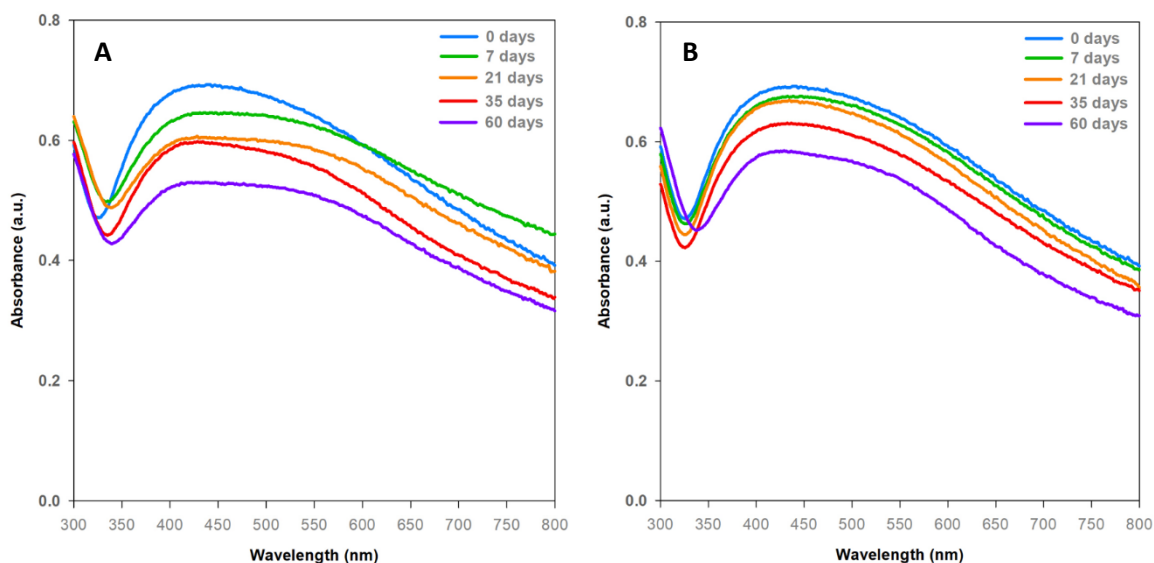 A
0 days
7 days
21 days
35 days
60 days
0.8
0.6
0.4
0.2
0.0
Absorbance (a.u.)
300 350 400 450 500 550 600 650 700 750 800
Wavelength (nm)
B
0 days
7 days
21 days
35 days
60 days
0.8
0.6
0.4
0.2
0.0
Absorbance (a.u.)
300 350 400 450 500 550 600 650 700 750 800
Wavelength (nm)